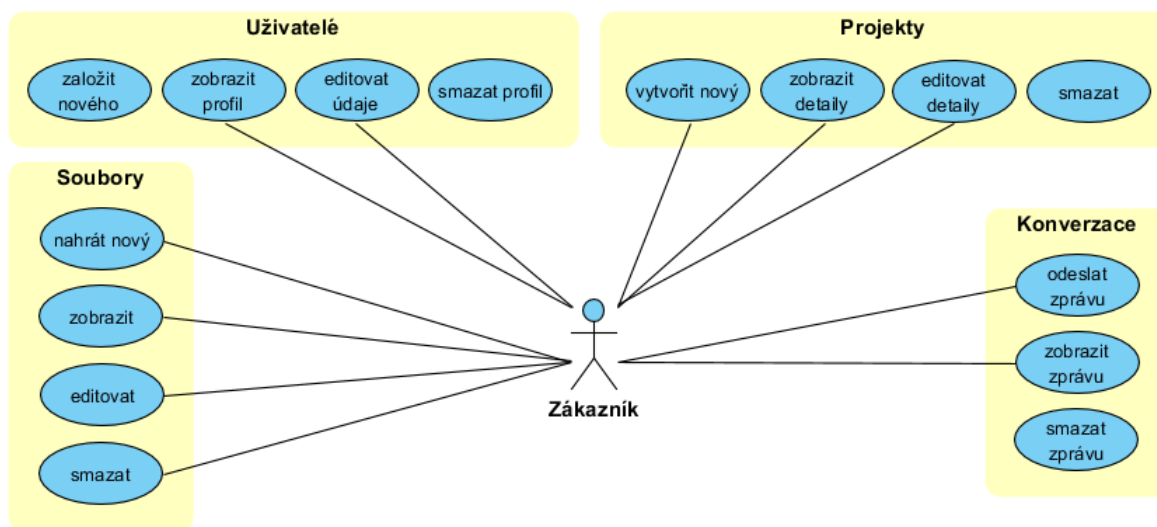 Uživatelé
založit
nového
zobrazit
profil
editovat
údaje
smazat profil
Projekty
vytvořit nový
zobrazit
detaily
editovat
detaily
smazat
Soubory
nahrát nový
zobrazit
editovat
smazat
Zákazník
Konverzace
odeslat
zprávu
zobrazit
zprávu
smazat
zprávu